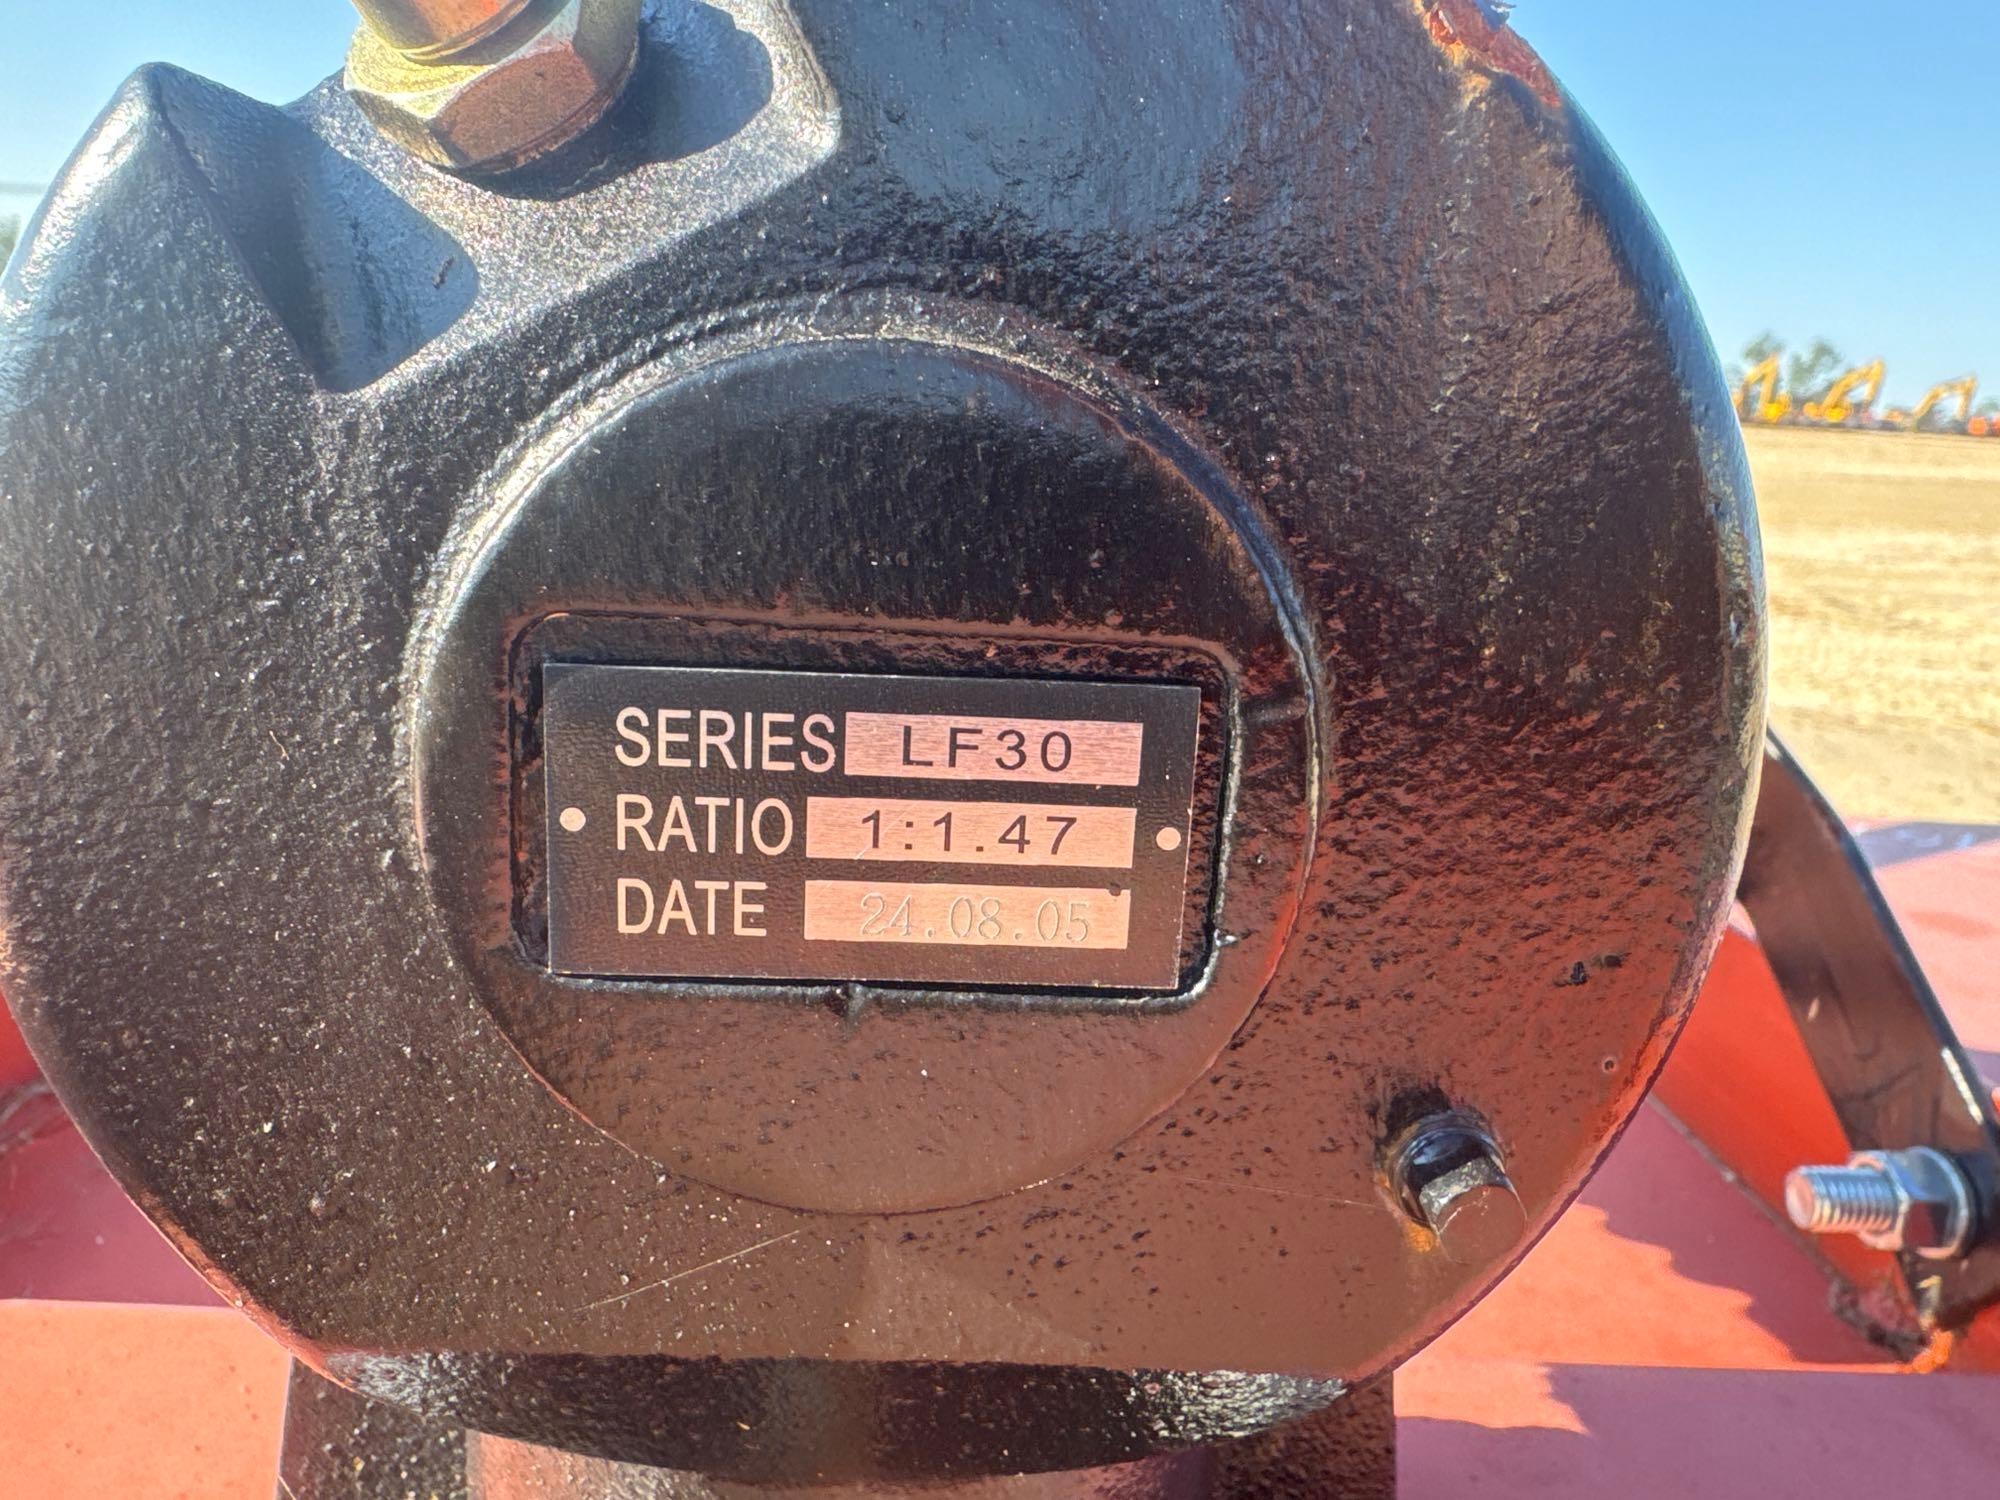 SERIES LF30
RATIO 1:1.47
DATE 24.08.05